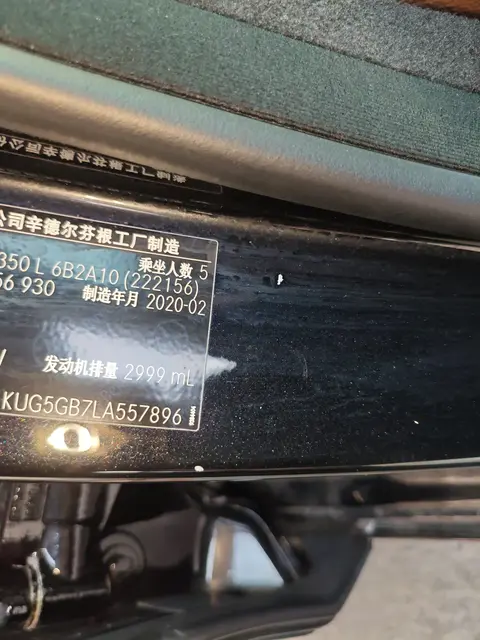 公司辛德尔芬根工厂制造
350 L 6B2A10 (222156)
乘坐人数 5
56 930
制造年月 2020-02
发动机排量 2999 mL
KUG5GB7LA557896